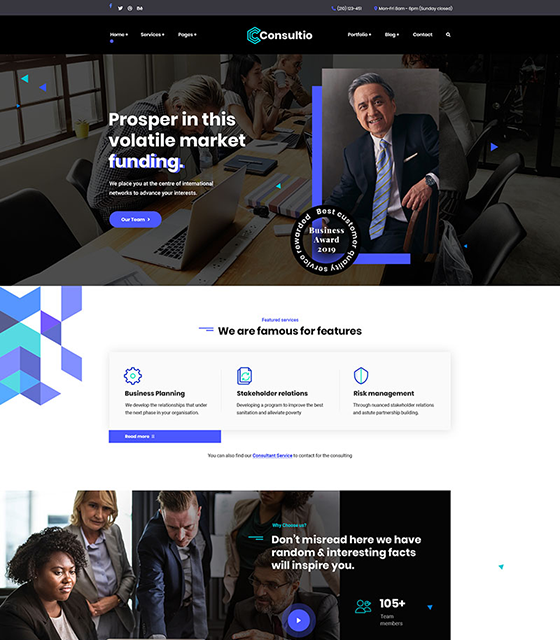 (210) 123-451
Mon-Fri 8am - 6pm (Sunday closed)
Home
Services
Pages
Consultio
Portfolio
Blog
Contact
Prosper in this
volatile market
funding.
We place you at the centre of international
networks to advance your interests.
Our Team
Best customer quality service rewarded
Business
Award
2019
Featured services
We are famous for features
Business Planning
We develop the relationships that under
the next phase in your organisation.
Stakeholder relations
Developing a program to improve the best
sanitation and alleviate poverty
Risk management
Through nuanced stakeholder relations
and astute partnership building.
Read more
You can also find our Consultant Service to contact for the consulting
Why Choose us?
Don't misread here we have
random & interesting facts
will inspire you.
105+
Team
members